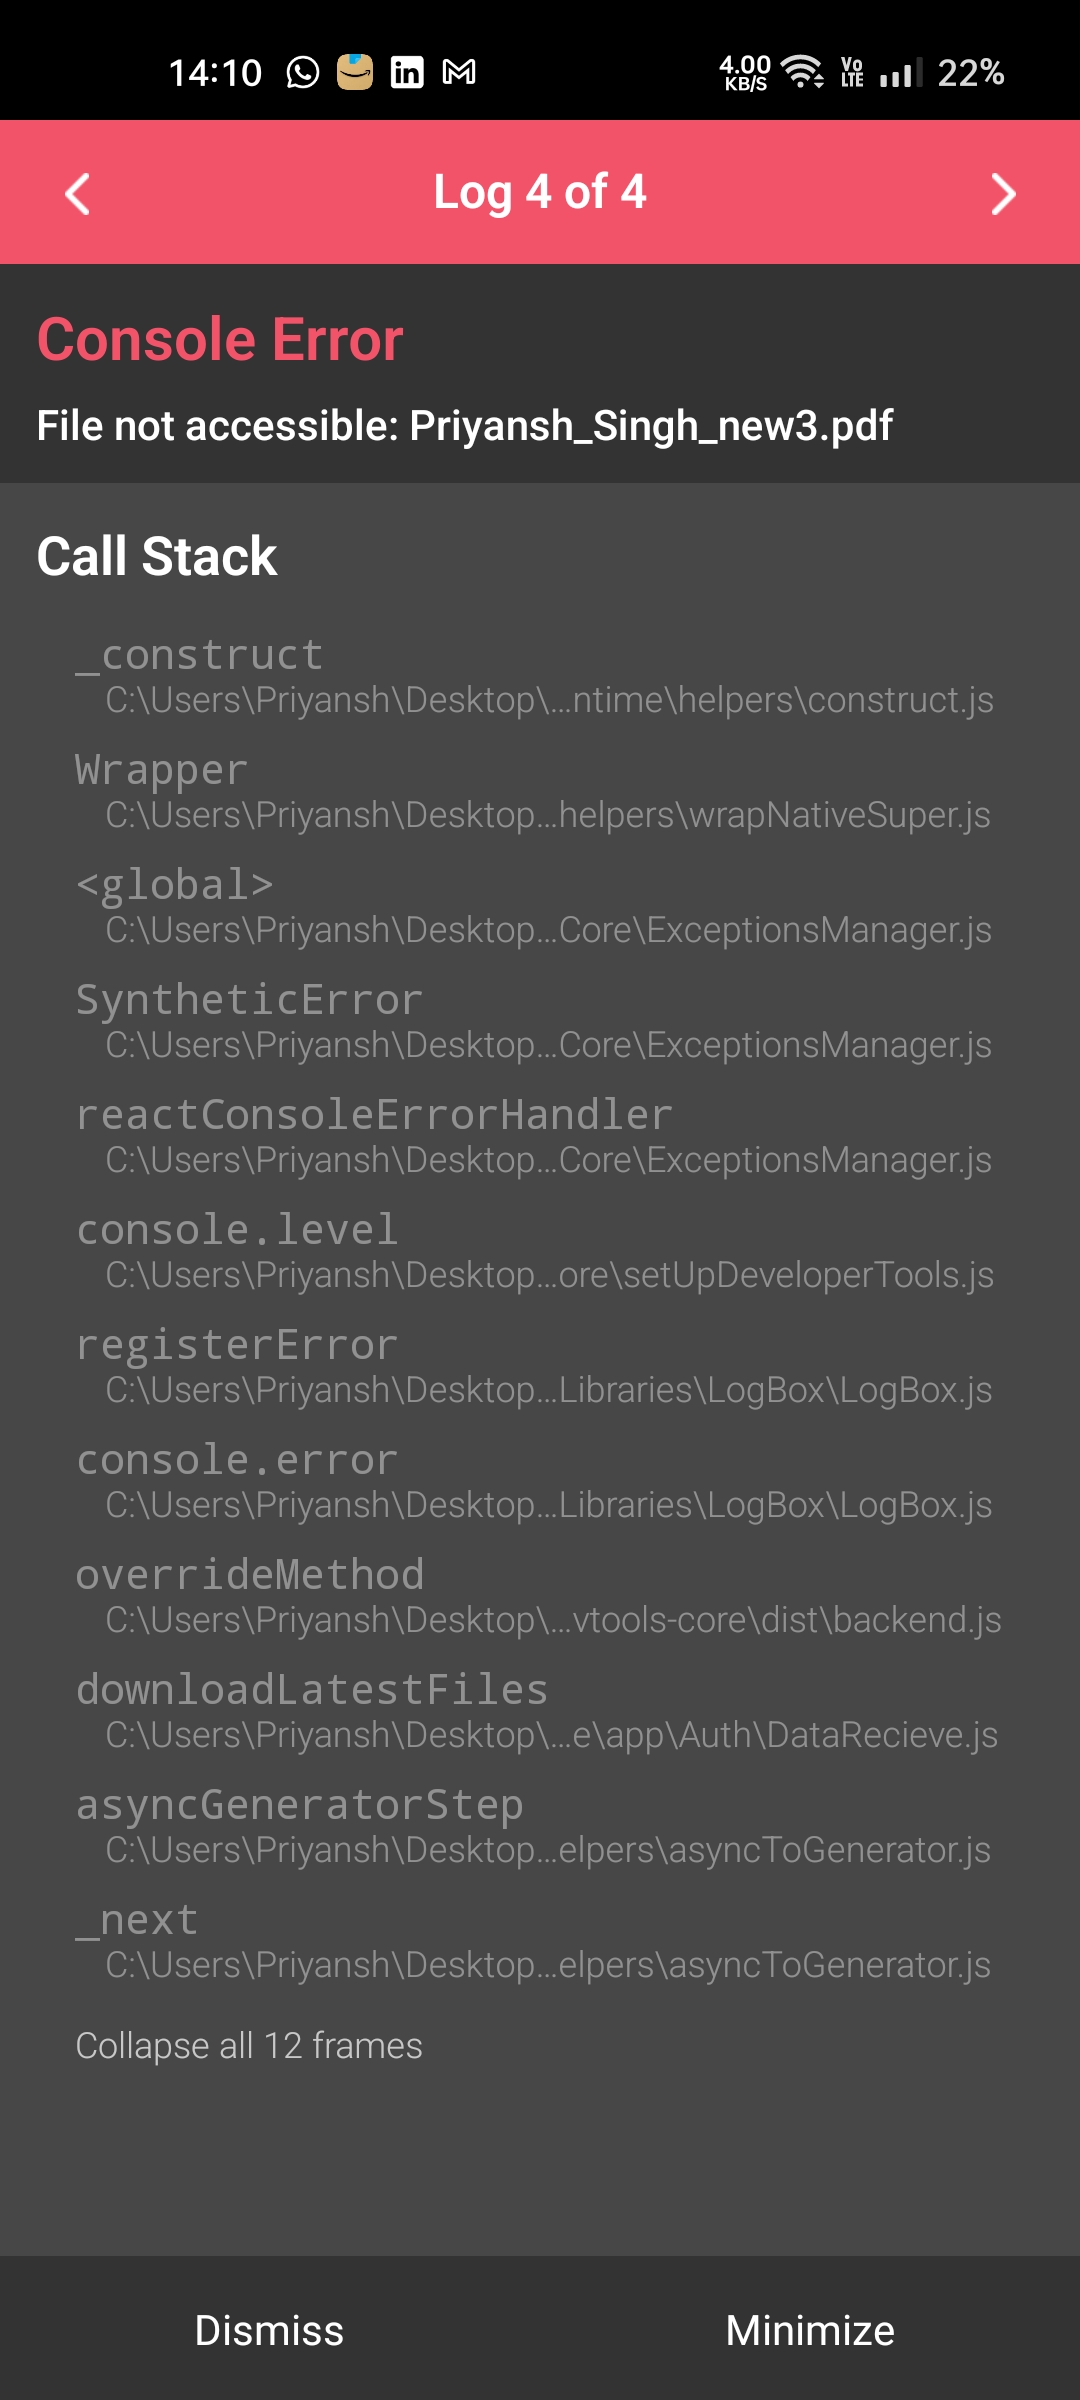 14:10 4.00 KB/S Vo LTE 22%
Log 4 of 4
Console Error
File not accessible: Priyansh_Singh_new3.pdf
Call Stack
_construct
C:\Users\Priyansh\Desktop\...ntime\helpers\construct.js
Wrapper
C:\Users\Priyansh\Desktop...helpers\wrapNativeSuper.js
<global>
C:\Users\Priyansh\Desktop...Core\ExceptionsManager.js
SyntheticError
C:\Users\Priyansh\Desktop...Core\ExceptionsManager.js
reactConsoleErrorHandler
C:\Users\Priyansh\Desktop...Core\ExceptionsManager.js
console.level
C:\Users\Priyansh\Desktop...ore\setUpDeveloperTools.js
registerError
C:\Users\Priyansh\Desktop...Libraries\LogBox\LogBox.js
console.error
C:\Users\Priyansh\Desktop...Libraries\LogBox\LogBox.js
overrideMethod
C:\Users\Priyansh\Desktop\...vtools-core\dist\backend.js
downloadLatestFiles
C:\Users\Priyansh\Desktop\...e\app\Auth\DataRecieve.js
asyncGeneratorStep
C:\Users\Priyansh\Desktop...elpers\asyncToGenerator.js
_next
C:\Users\Priyansh\Desktop...elpers\asyncToGenerator.js
Collapse all 12 frames
Dismiss Minimize